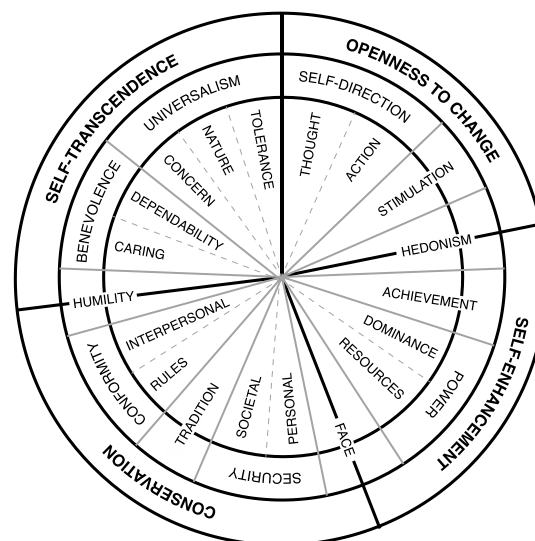 OPENNESS TO CHANGE
SELF-DIRECTION
THOUGHT
ACTION
STIMULATION
HEDONISM
SELF-ENHANCEMENT
ACHIEVEMENT
POWER
DOMINANCE
RESOURCES
FACE
CONSERVATION
SECURITY
PERSONAL
SOCIETAL
TRADITION
CONFORMITY
RULES
INTERPERSONAL
HUMILITY
SELF-TRANSCENDENCE
BENEVOLENCE
CARING
DEPENDABILITY
UNIVERSALISM
CONCERN
NATURE
TOLERANCE